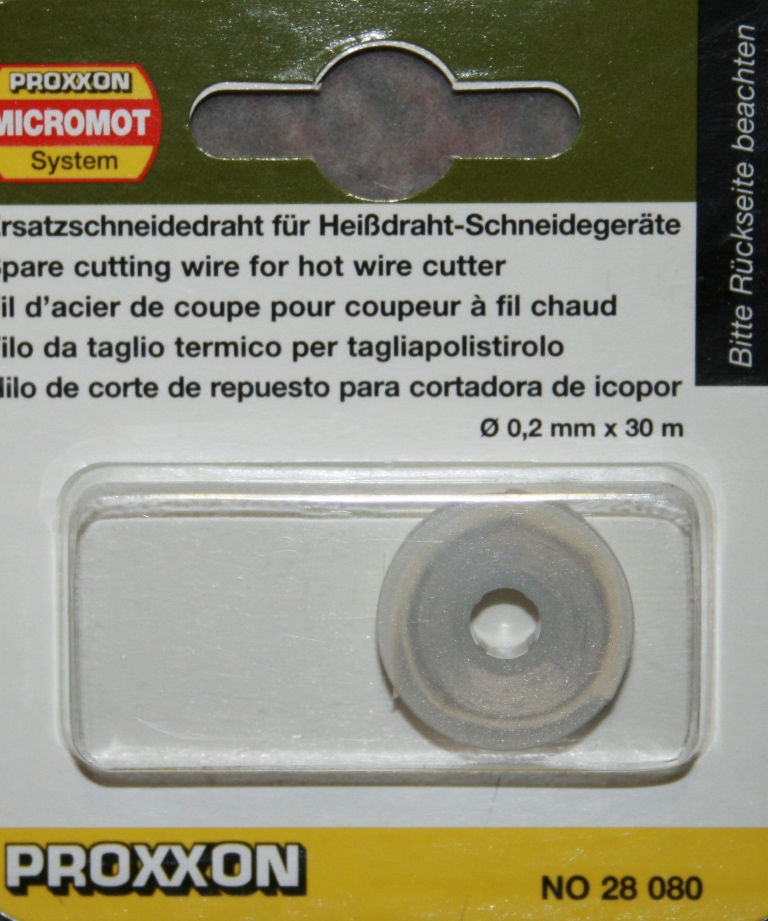 PROXXON
MICROMOT
System
Bitte Rückseite beachten
rsatzschneidedraht für Heißdraht-Schneidegeräte
pare cutting wire for hot wire cutter
il d'acier de coupe pour coupeur à fil chaud
ilo da taglio termico per tagliapolistirolo
ilo de corte de repuesto para cortadora de icopor
Ø 0,2 mm x 30 m
PROXXON
NO 28 080